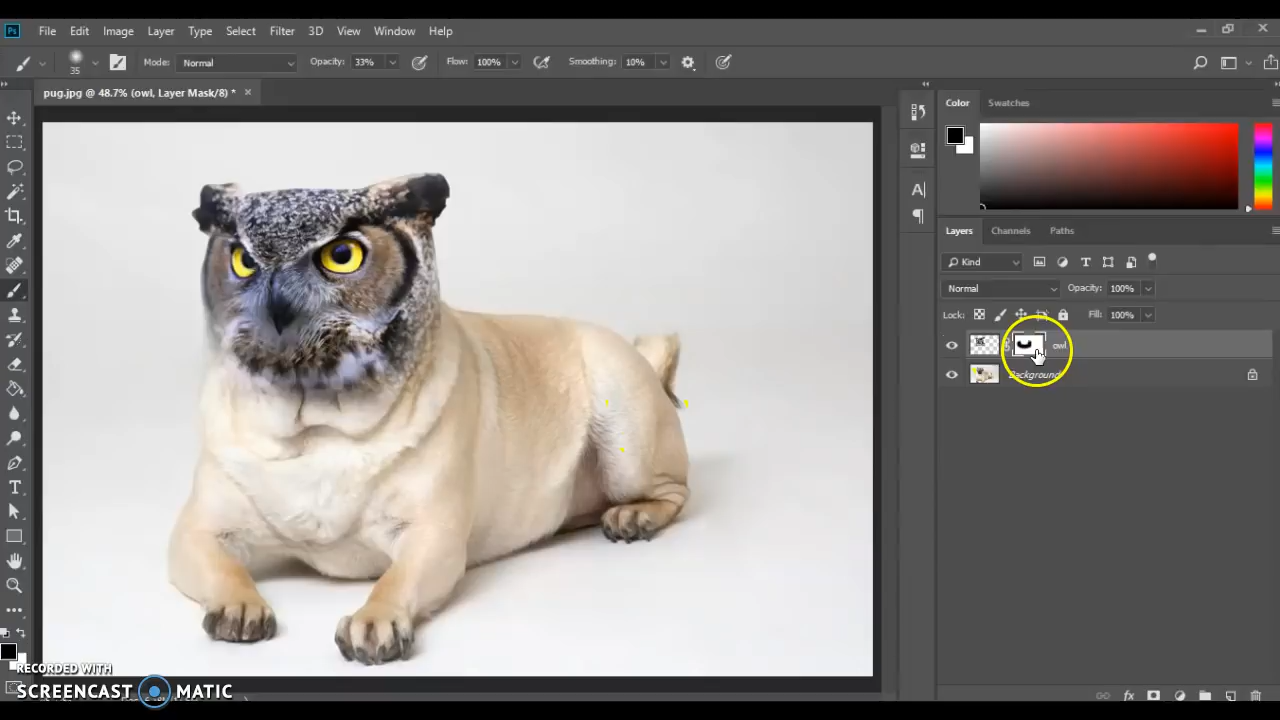 Ps File Edit Image Layer Type Select Filter 3D View Window Help
35 Mode: Normal Opacity: 33% Flow: 100% Smoothing: 10%
pug.jpg @ 48.7% (owl, Layer Mask/8) *
Color Swatches
A
Layers Channels Paths
Kind T
Normal Opacity: 100%
Lock: Fill: 100%
owl
Background
T
RECORDED WITH
SCREENCAST MATIC
fx